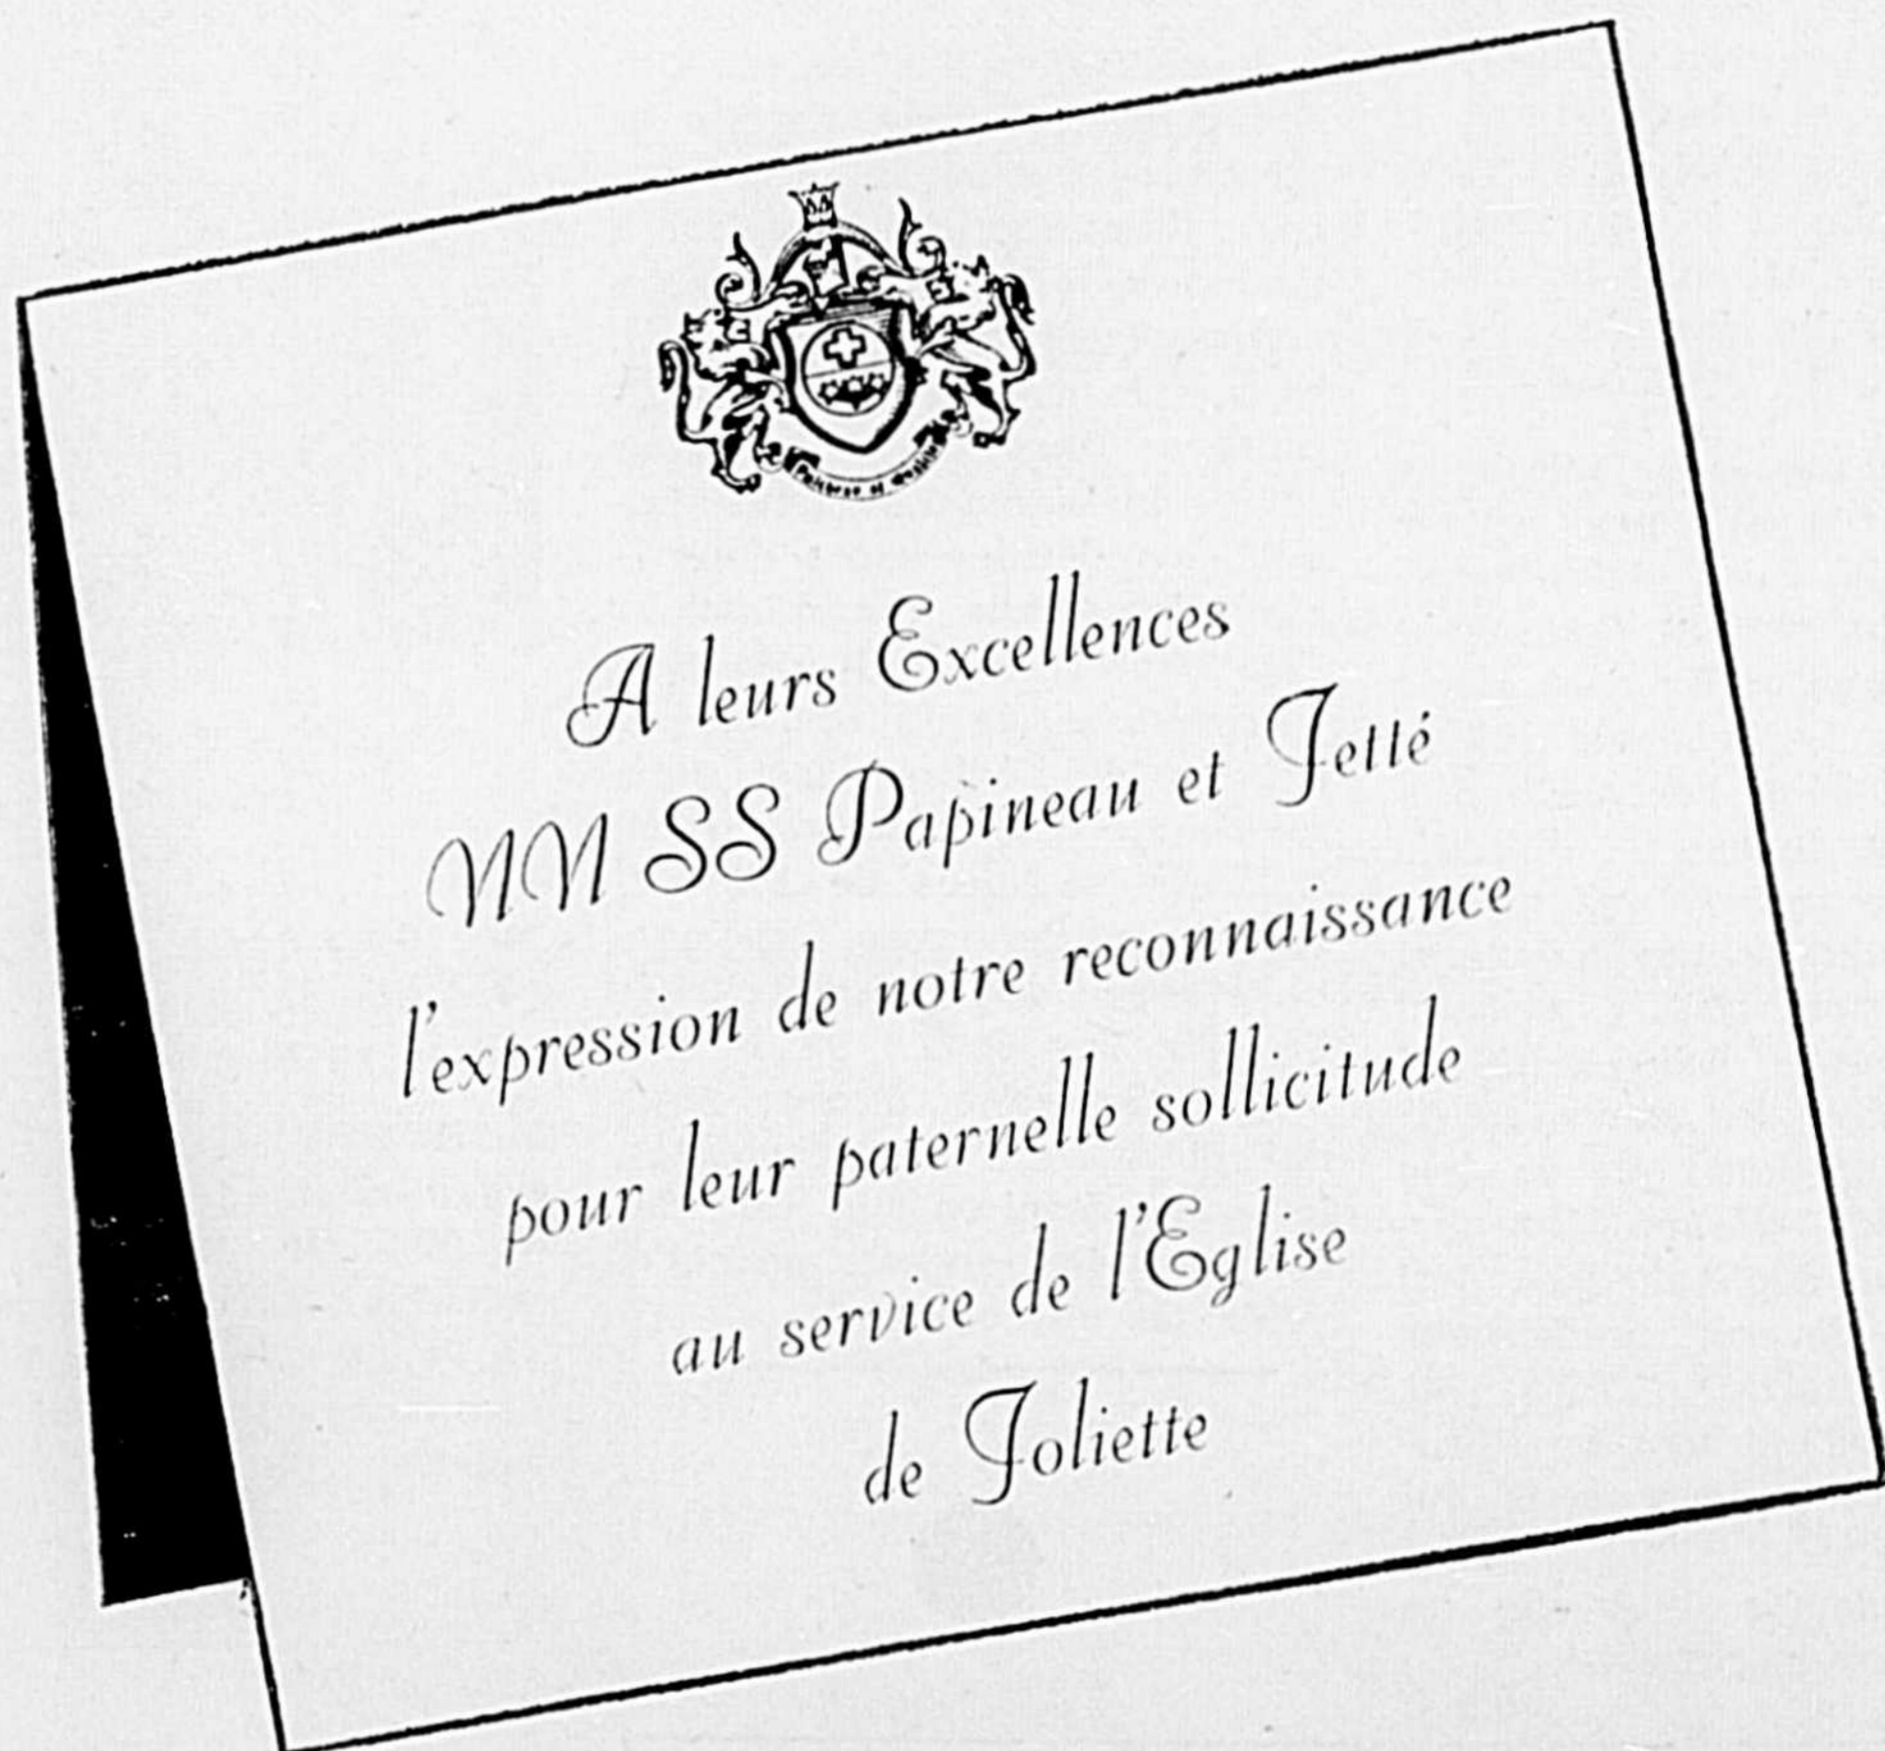 A leurs Excellences
NN SS Papineau et Jetté
l'expression de notre reconnaissance
pour leur paternelle sollicitude
au service de l'Eglise
de Joliette